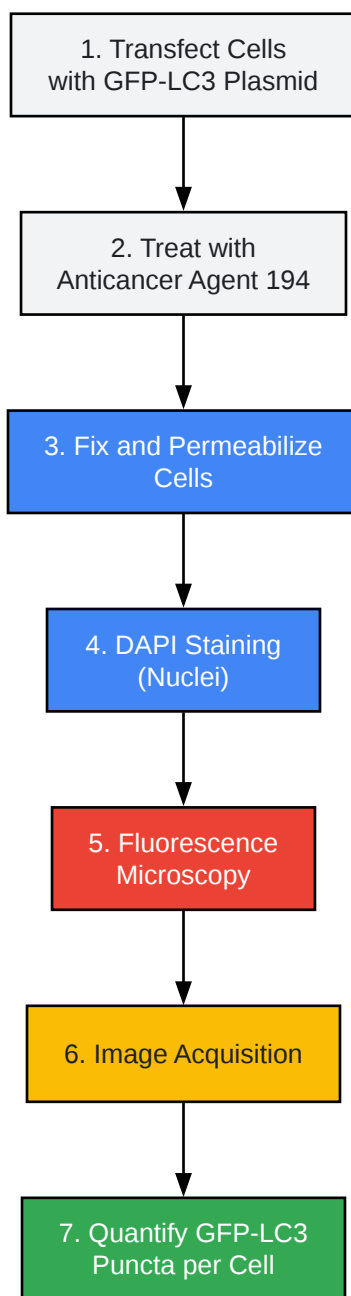 1. Transfect Cells
with GFP-LC3 Plasmid
2. Treat with
Anticancer Agent 194
3. Fix and Permeabilize
Cells
4. DAPI Staining
(Nuclei)
5. Fluorescence
Microscopy
6. Image Acquisition
7. Quantify GFP-LC3
Puncta per Cell